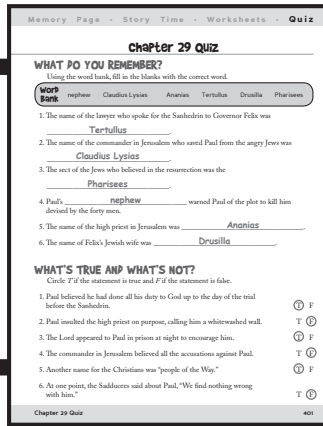 Memory Page • Story Time • Worksheets • Quiz
Chapter 29 Quiz
WHAT DO YOU REMEMBER?
Using the word bank, fill in the blanks with the correct word.
Word Bank nephew Claudius Lysias Ananias Tertullus Drusilla Pharisees
1. The name of the lawyer who spoke for the Sanhedrin to Governor Felix was
Tertullus.
2. The name of the commander in Jerusalem who saved Paul from the angry Jews was
Claudius Lysias.
3. The sect of the Jews who believed in the resurrection was the
Pharisees.
4. Paul's nephew warned Paul of the plot to kill him
devised by the forty men.
5. The name of the high priest in Jerusalem was Ananias.
6. The name of Felix's Jewish wife was Drusilla.
WHAT'S TRUE AND WHAT'S NOT?
Circle T if the statement is true and F if the statement is false.
1. Paul believed he had done all his duty to God up to the day of the trial
before the Sanhedrin. T F
2. Paul insulted the high priest on purpose, calling him a whitewashed wall. T F
3. The Lord appeared to Paul in prison at night to encourage him. T F
4. The commander in Jerusalem believed all the accusations against Paul. T F
5. Another name for the Christians was "people of the Way." T F
6. At one point, the Sadducees said about Paul, "We find nothing wrong
with him." T F
Chapter 29 Quiz 401